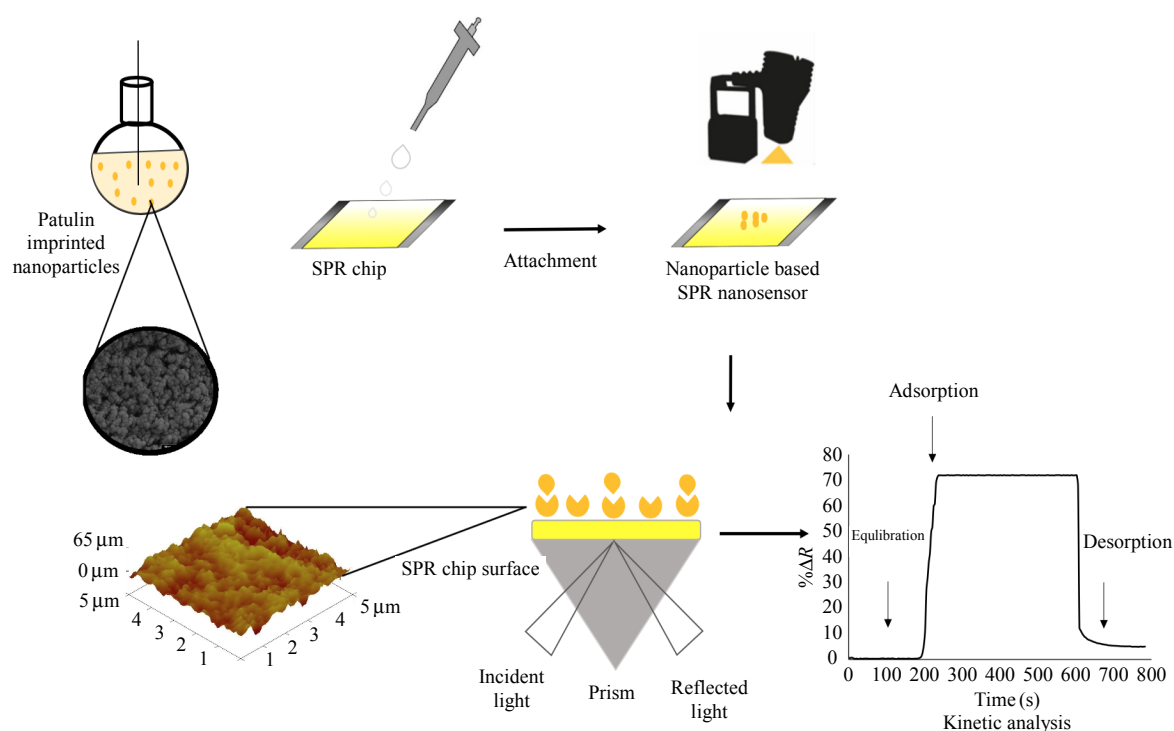 Patulin
imprinted
nanoparticles
SPR chip
Attachment
Nanoparticle based
SPR nanosensor
65 μm
0 μm
5 μm
4
3
2
1
1
2
3
4
5 μm
SPR chip surface
Incident
light
Prism
Reflected
light
Adsorption
80
70
60
50
40
30
20
10
0
%ΔR
Equlibration
Desorption
0 100 200 300 400 500 600 700 800
Time (s)
Kinetic analysis